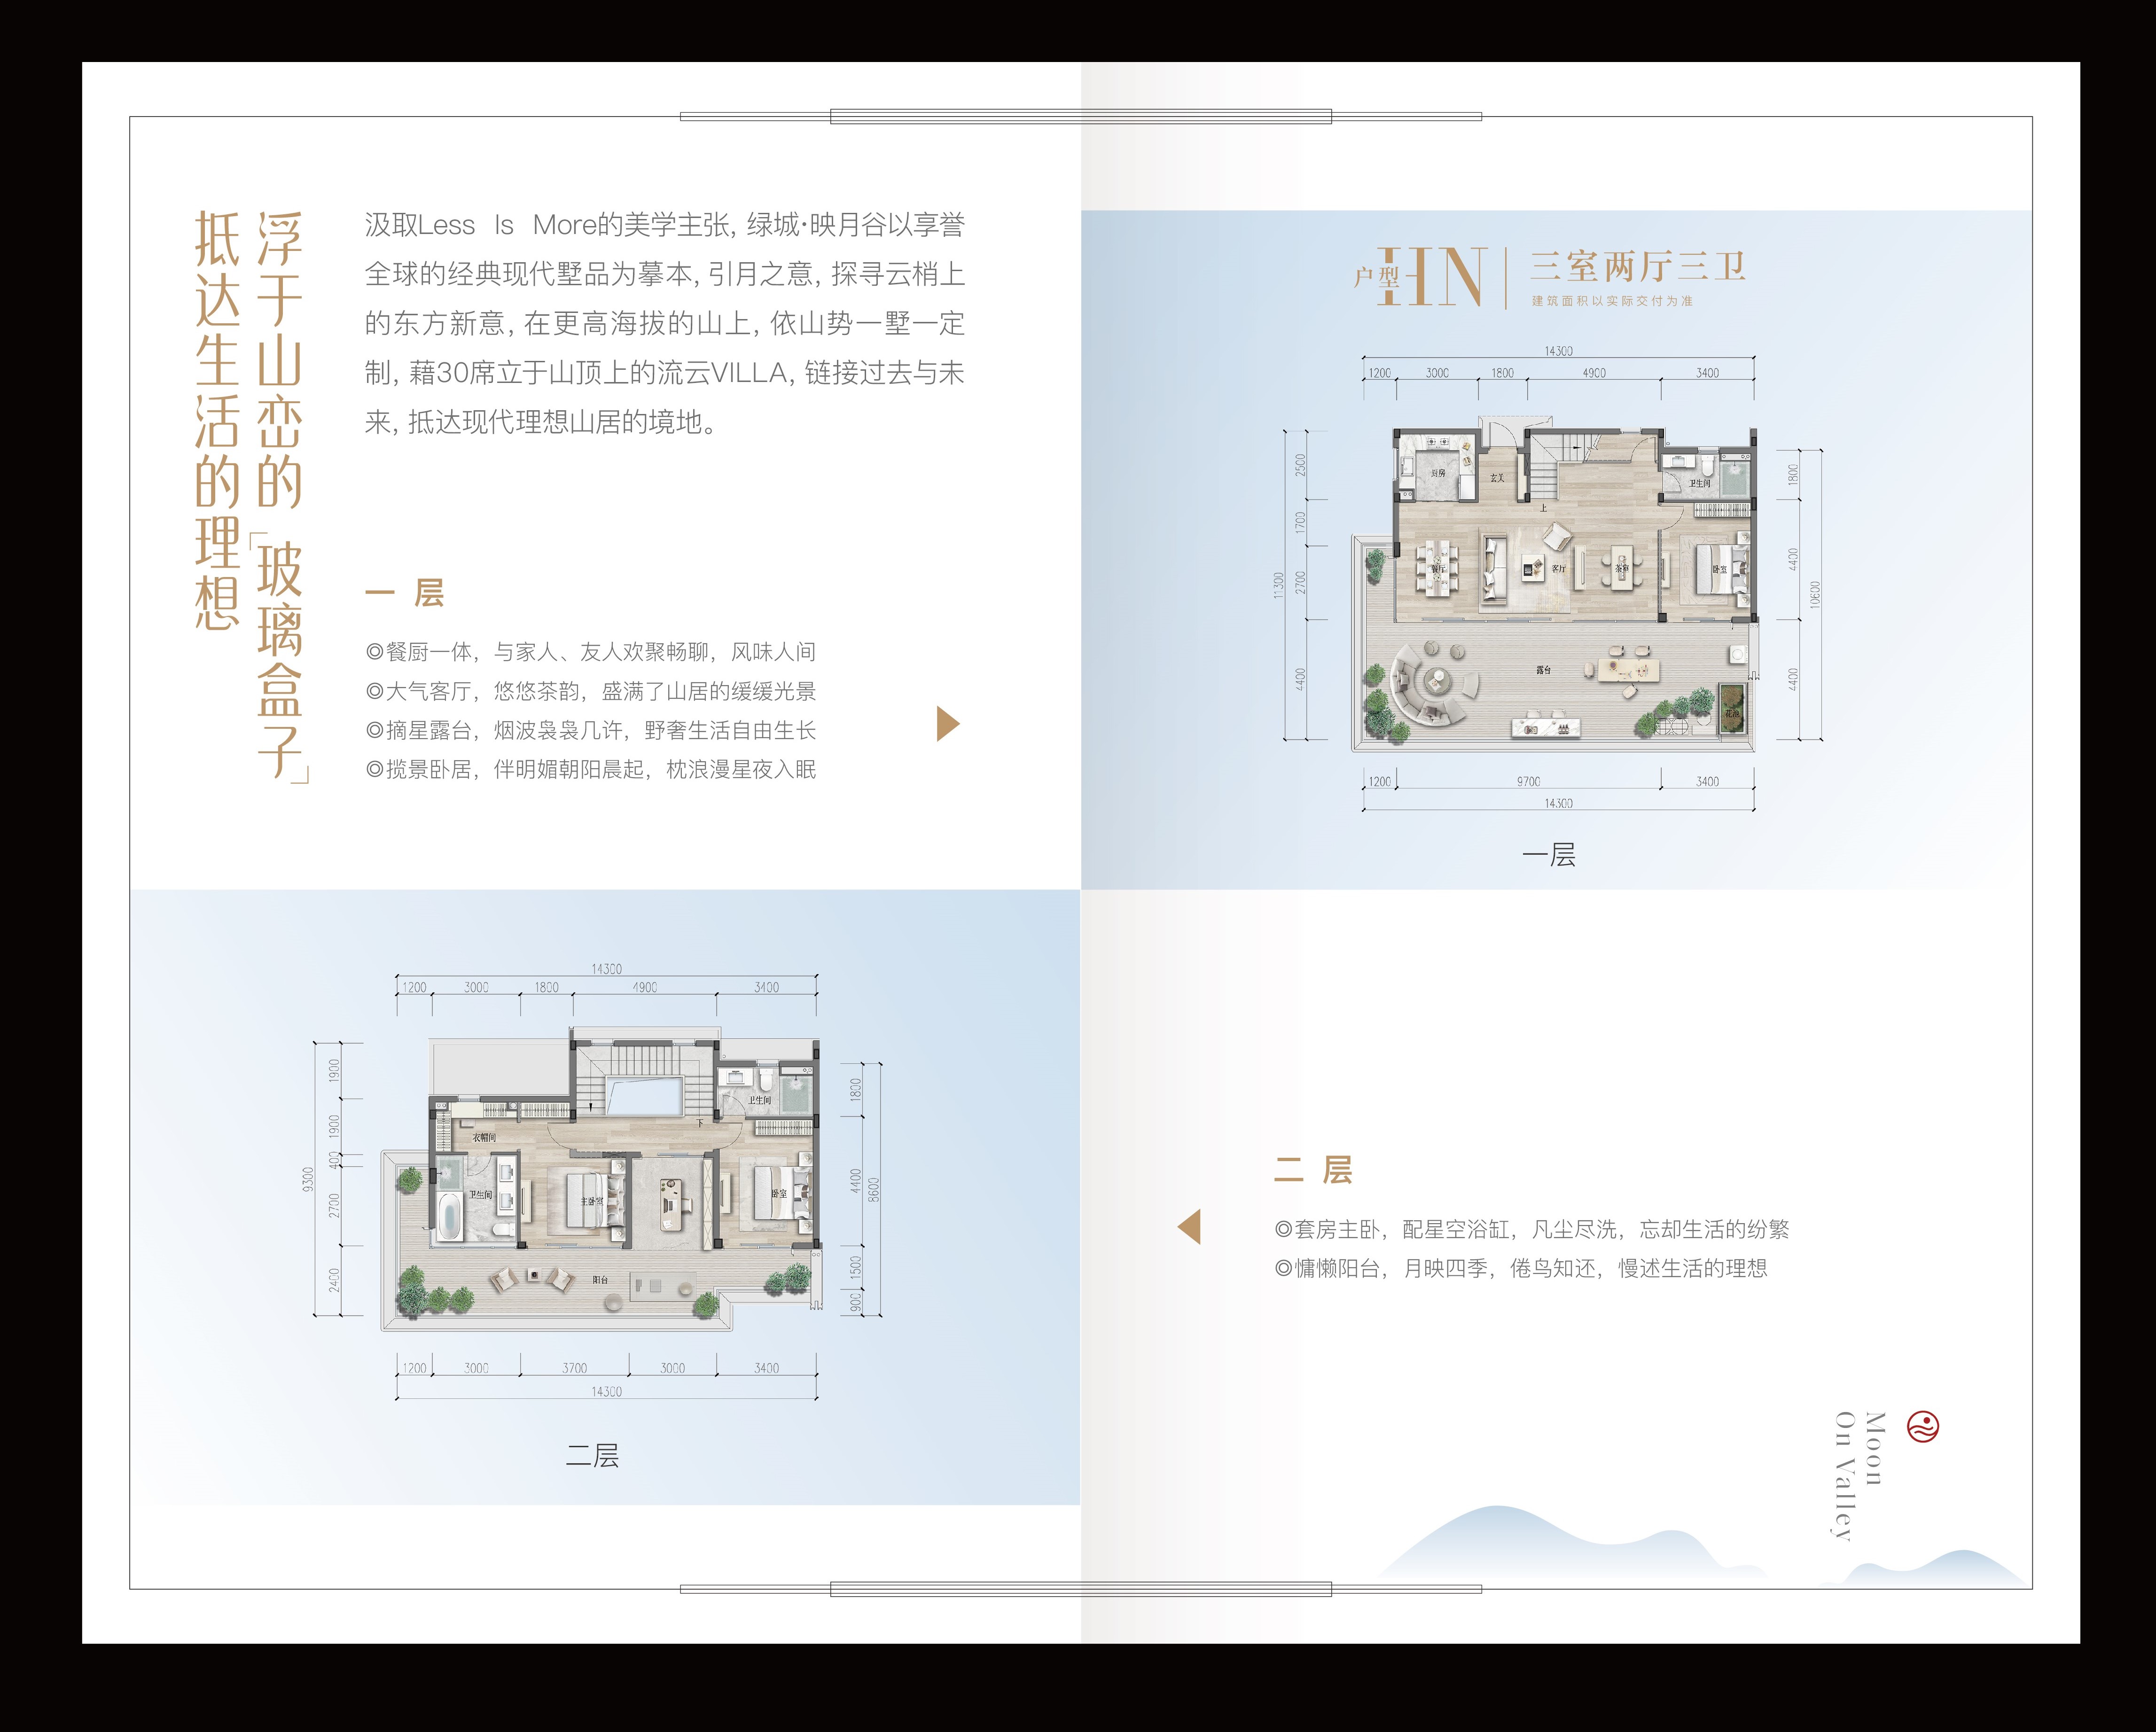 浮于山峦的「玻璃盒子」
抵达生活的理想
汲取Less Is More的美学主张，绿城·映月谷以享誉
全球的经典现代墅品为摹本，引月之意，探寻云梢上
的东方新意，在更高海拔的山上，依山势一墅一定
制，藉30席立于山顶上的流云VILLA，链接过去与未
来，抵达现代理想山居的境地。
一 层
◎餐厨一体，与家人、友人欢聚畅聊，风味人间
◎大气客厅，悠悠茶韵，盛满了山居的缓缓光景
◎摘星露台，烟波袅袅几许，野奢生活自由生长
◎揽景卧居，伴明媚朝阳晨起，枕浪漫星夜入眠
户型 HN
三室两厅三卫
建筑面积以实际交付为准
14300
1200 3000 1800 4900 3400
11300
2500
1700
2700
4400
厨房
玄关
卫生间
上
餐厅
客厅
茶室
卧室
露台
花池
1800
4400
4400
10600
1200 9700 3400
14300
一层
14300
1200 3000 1800 4900 3400
9300
1900
1900
400
2700
2400
卫生间
下
衣帽间
卫生间
主卧室
卧室
阳台
1800
4400
1500
900
8600
1200 3000 3700 3000 3400
14300
二层
二 层
◎套房主卧，配星空浴缸，凡尘尽洗，忘却生活的纷繁
◎慵懒阳台，月映四季，倦鸟知还，慢述生活的理想
Moon
On Valley